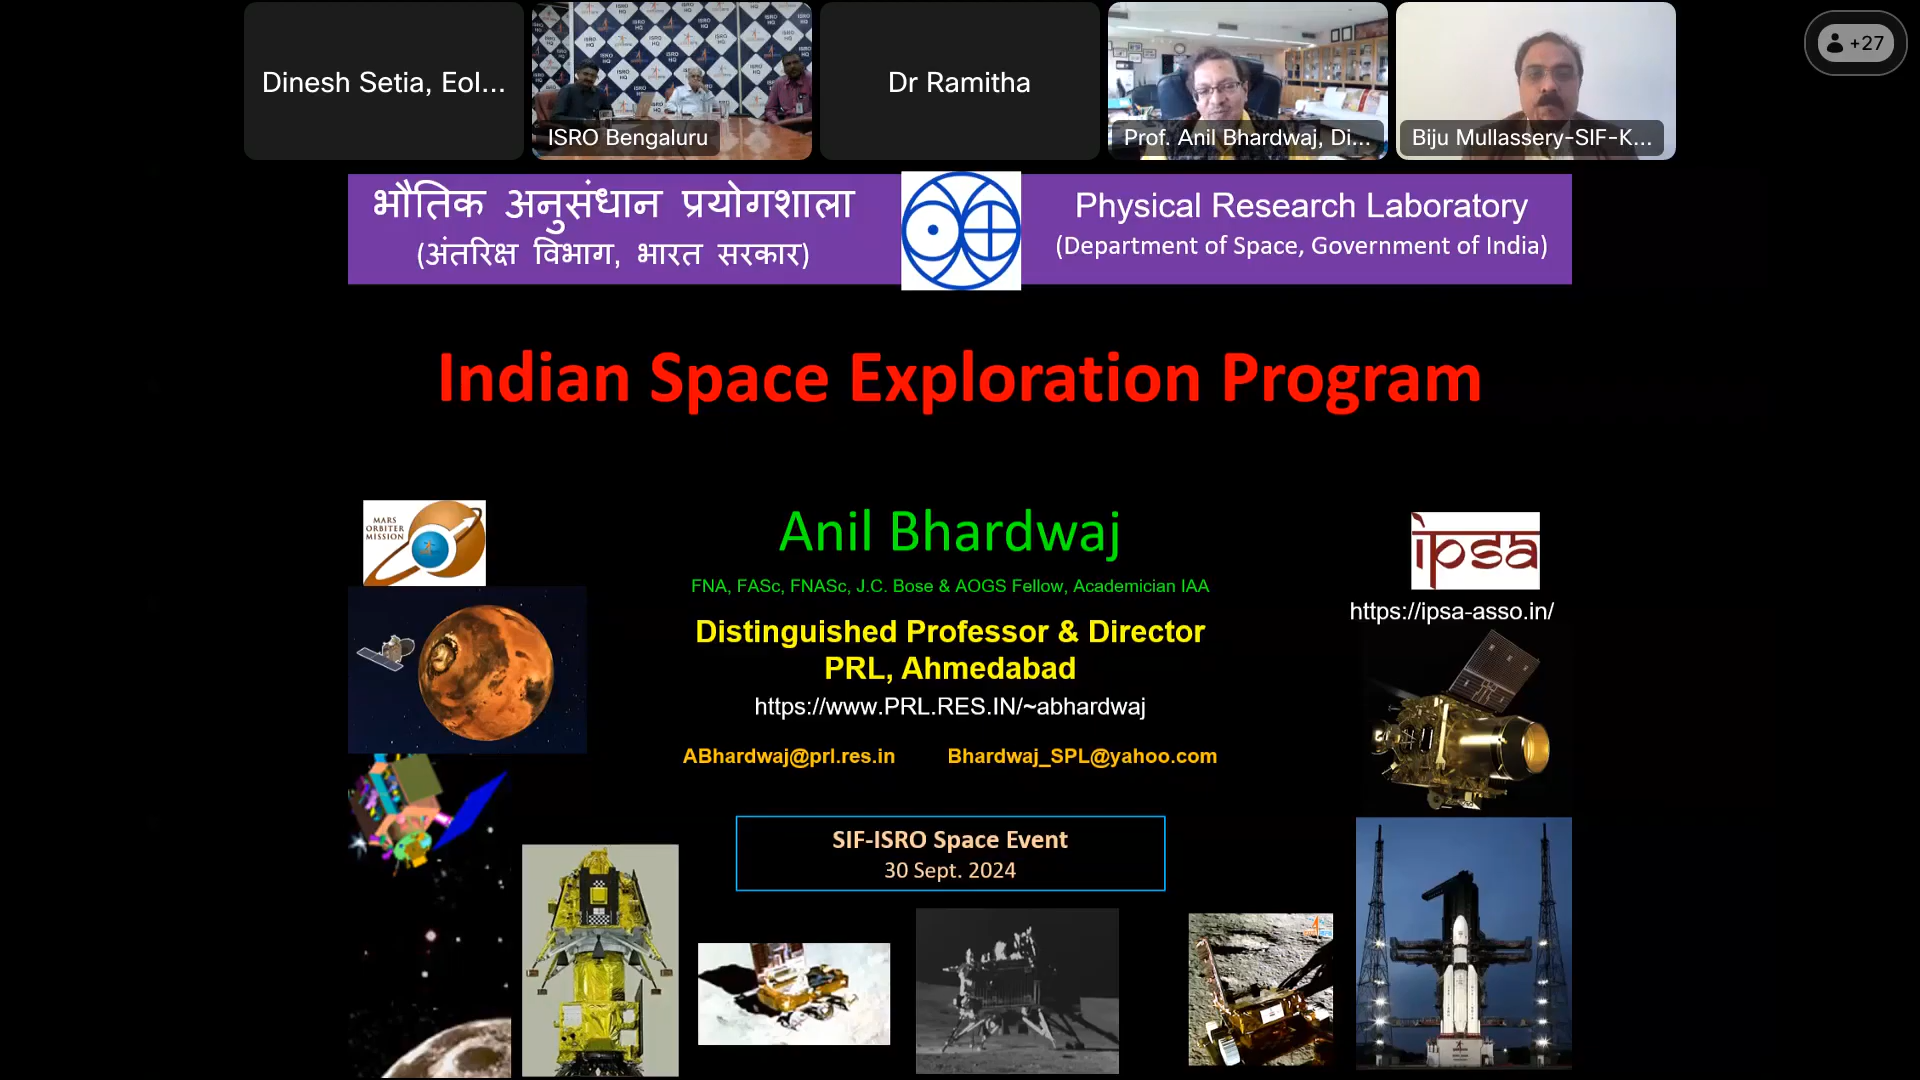 Dinesh Setia, Eol...
ISRO Bengaluru
Dr Ramitha
Prof. Anil Bhardwaj, Di...
Biju Mullassery-SIF-K...
+27
भौतिक अनुसंधान प्रयोगशाला
(अंतरिक्ष विभाग, भारत सरकार)
Physical Research Laboratory
(Department of Space, Government of India)
Indian Space Exploration Program
MARS
ORBITER
MISSION
Anil Bhardwaj
FNA, FASc, FNASc, J.C. Bose & AOGS Fellow, Academician IAA
Distinguished Professor & Director
PRL, Ahmedabad
https://www.PRL.RES.IN/~abhardwaj
ABhardwaj@prl.res.in Bhardwaj_SPL@yahoo.com
ipsa
https://ipsa-asso.in/
SIF-ISRO Space Event
30 Sept. 2024